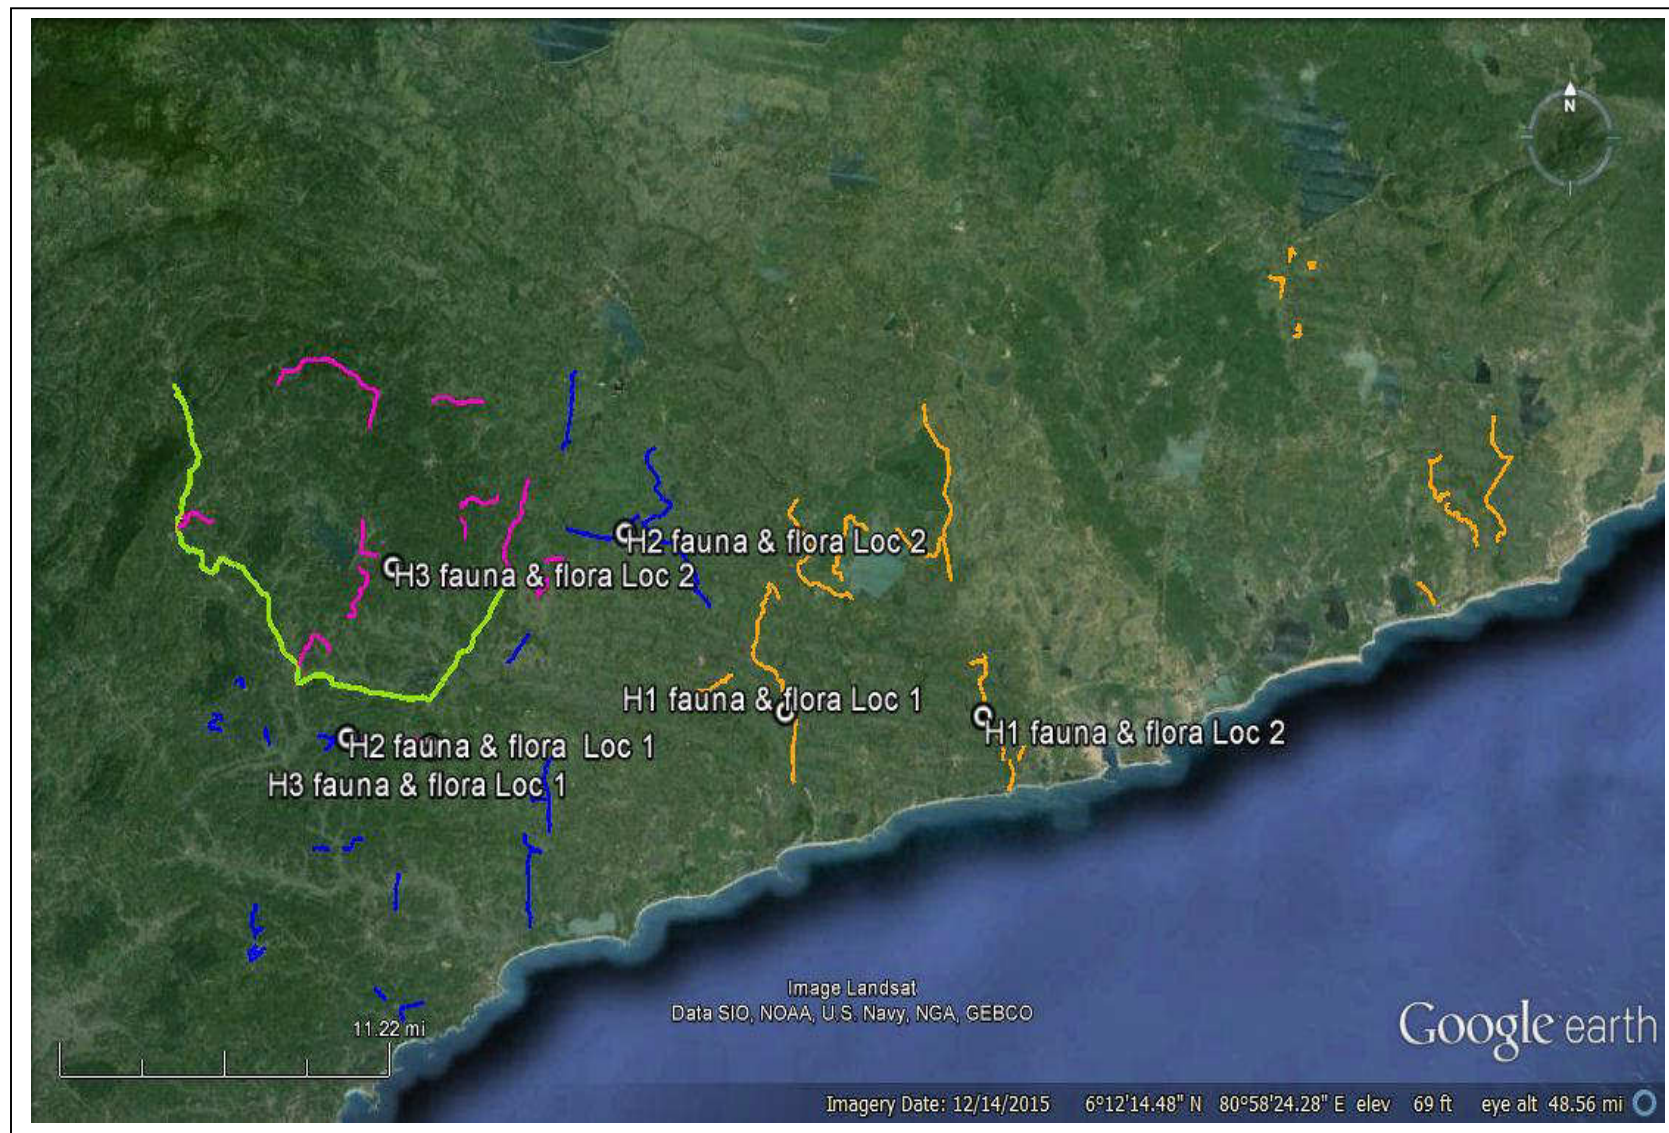 N
H2 fauna & flora Loc 2
H3 fauna & flora Loc 2
H1 fauna & flora Loc 1
H1 fauna & flora Loc 2
H2 fauna & flora Loc 1
H3 fauna & flora Loc 1
Image Landsat
Data SIO, NOAA, U.S. Navy, NGA, GEBCO
11.22 mi
Google earth
Imagery Date: 12/14/2015 6°12'14.48" N 80°58'24.28" E elev 69 ft eye alt 48.56 mi